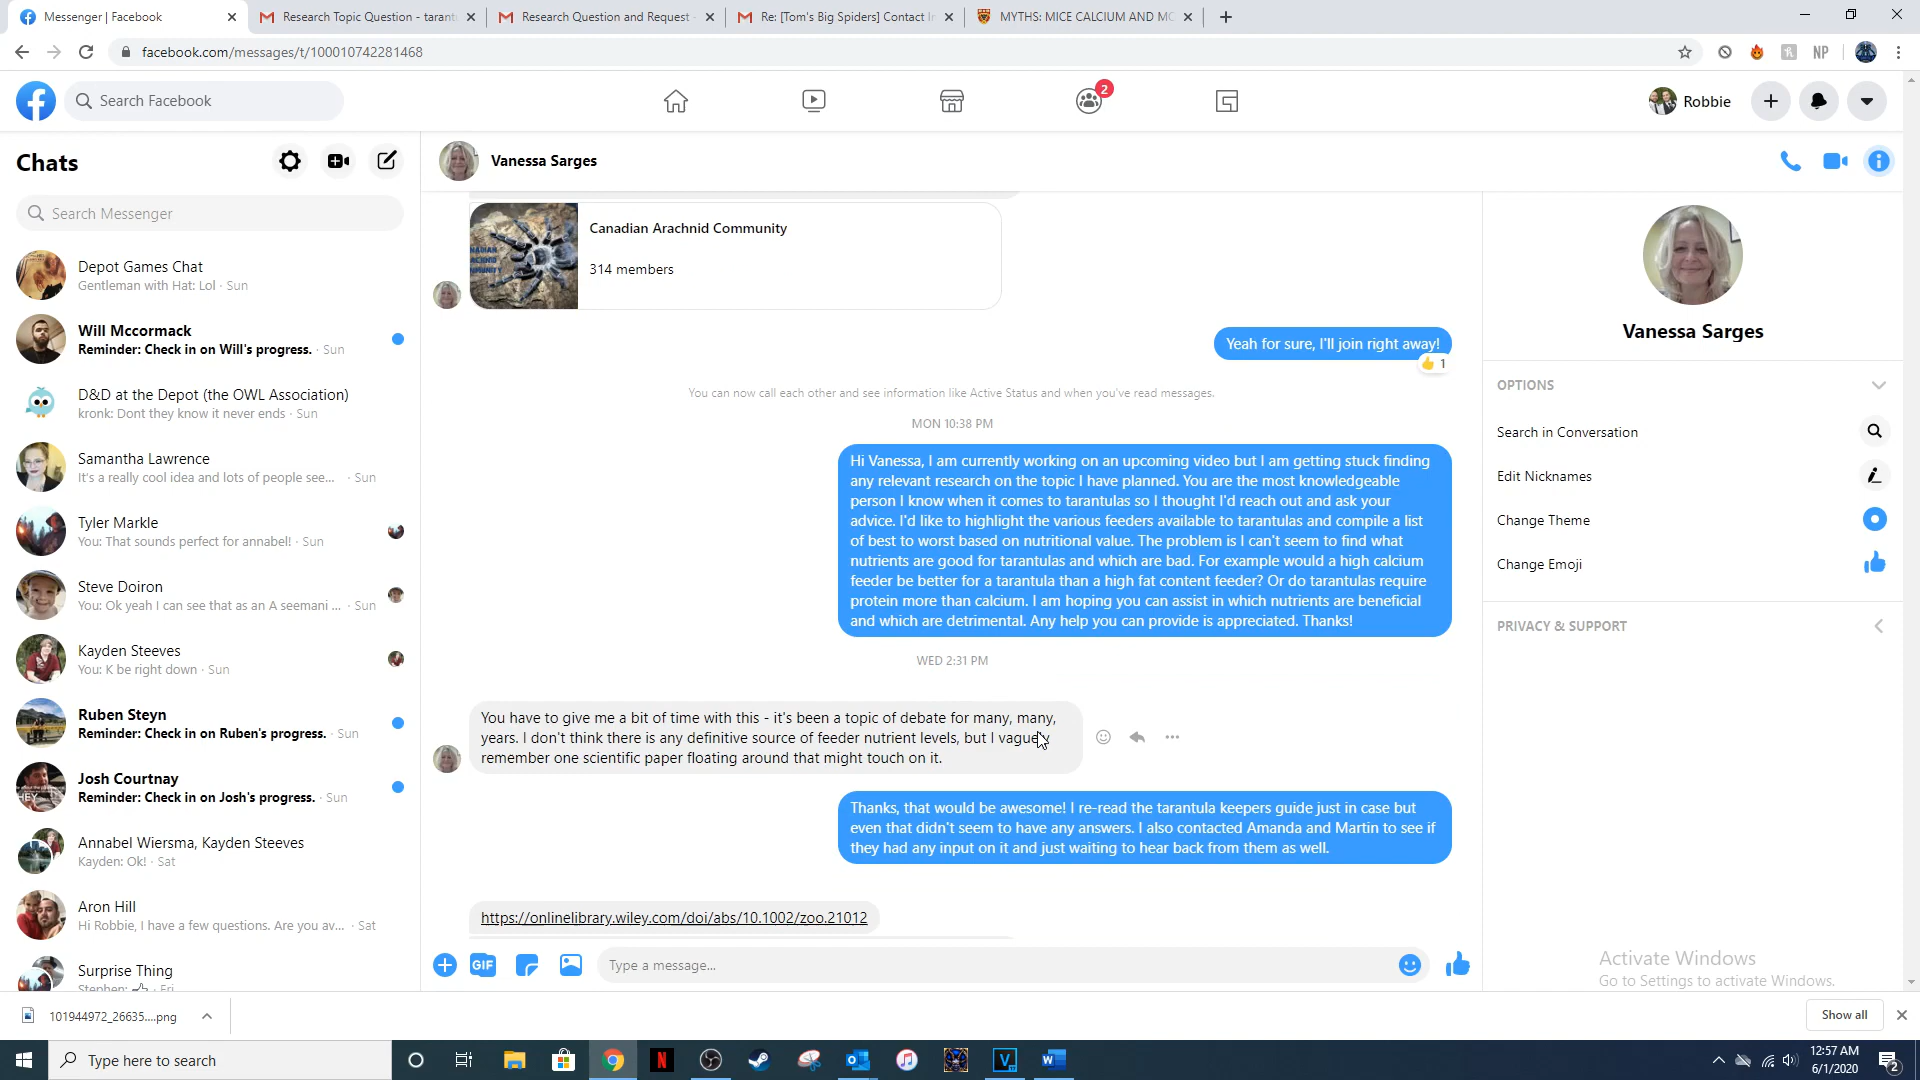 Messenger | Facebook
Research Topic Question - tarant
Research Question and Request
Re: [Tom's Big Spiders] Contact In
MYTHS: MICE CALCIUM AND MO
facebook.com/messages/t/100010742281468
NP
Search Facebook
2
Robbie
Chats
Search Messenger
Depot Games Chat
Gentleman with Hat: Lol · Sun
Will Mccormack
Reminder: Check in on Will's progress. · Sun
D&D at the Depot (the OWL Association)
kronk: Dont they know it never ends · Sun
Samantha Lawrence
It's a really cool idea and lots of people see... · Sun
Tyler Markle
You: That sounds perfect for annabel! · Sun
Steve Doiron
You: Ok yeah I can see that as an A seemani ... · Sun
Kayden Steeves
You: K be right down · Sun
Ruben Steyn
Reminder: Check in on Ruben's progress. · Sun
Josh Courtnay
Reminder: Check in on Josh's progress. · Sun
Annabel Wiersma, Kayden Steeves
Kayden: Ok! · Sat
Aron Hill
Hi Robbie, I have a few questions. Are you av... · Sat
Surprise Thing
Stephen: · Fri
Vanessa Sarges
Canadian Arachnid Community
314 members
Yeah for sure, I'll join right away!
1
You can now call each other and see information like Active Status and when you've read messages.
MON 10:38 PM
Hi Vanessa, I am currently working on an upcoming video but I am getting stuck finding
any relevant research on the topic I have planned. You are the most knowledgeable
person I know when it comes to tarantulas so I thought I'd reach out and ask your
advice. I'd like to highlight the various feeders available to tarantulas and compile a list
of best to worst based on nutritional value. The problem is I can't seem to find what
nutrients are good for tarantulas and which are bad. For example would a high calcium
feeder be better for a tarantula than a high fat content feeder? Or do tarantulas require
protein more than calcium. I am hoping you can assist in which nutrients are beneficial
and which are detrimental. Any help you can provide is appreciated. Thanks!
WED 2:31 PM
You have to give me a bit of time with this - it's been a topic of debate for many, many,
years. I don't think there is any definitive source of feeder nutrient levels, but I vaguely
remember one scientific paper floating around that might touch on it.
Thanks, that would be awesome! I re-read the tarantula keepers guide just in case but
even that didn't seem to have any answers. I also contacted Amanda and Martin to see if
they had any input on it and just waiting to hear back from them as well.
https://onlinelibrary.wiley.com/doi/abs/10.1002/zoo.21012
GIF
Type a message...
Vanessa Sarges
OPTIONS
Search in Conversation
Edit Nicknames
Change Theme
Change Emoji
PRIVACY & SUPPORT
Activate Windows
Go to Settings to activate Windows.
101944972_26635....png
Show all
Type here to search
12:57 AM
6/1/2020
2